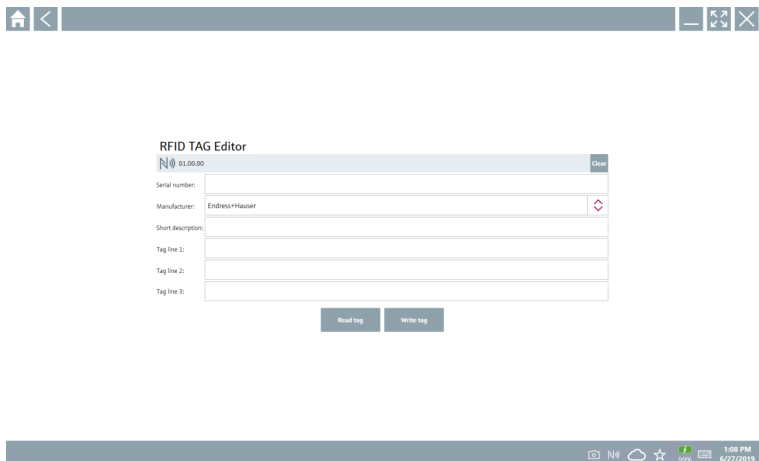 RFID TAG Editor
01.00.00
Clear
Serial number:
Manufacturer: Endress+Hauser
Short description:
Tag line 1:
Tag line 2:
Tag line 3:
Read tag Write tag
99% 1:08 PM
6/27/2019